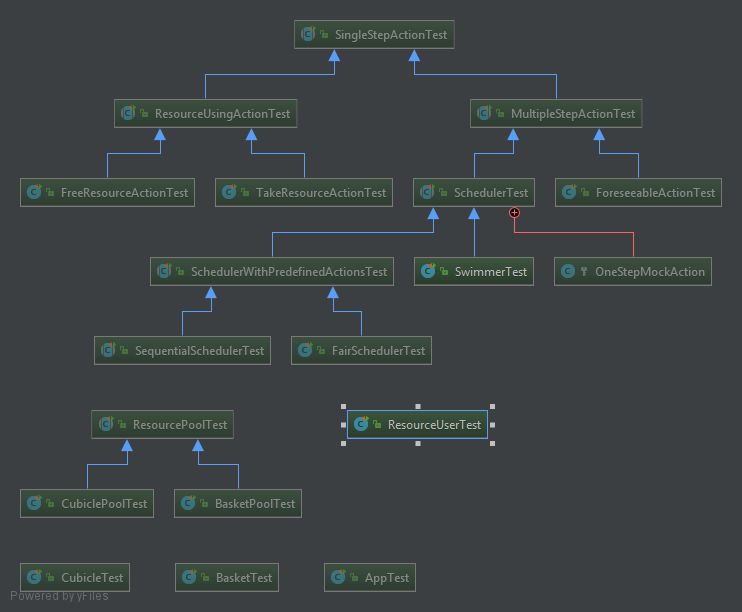 SingleStepActionTest
ResourceUsingActionTest
MultipleStepActionTest
FreeResourceActionTest
TakeResourceActionTest
SchedulerTest
ForeseeableActionTest
SchedulerWithPredefinedActionsTest
SwimmerTest
OneStepMockAction
SequentialSchedulerTest
FairSchedulerTest
ResourcePoolTest
ResourceUserTest
CubiclePoolTest
BasketPoolTest
CubicleTest
BasketTest
AppTest
Powered by yFiles